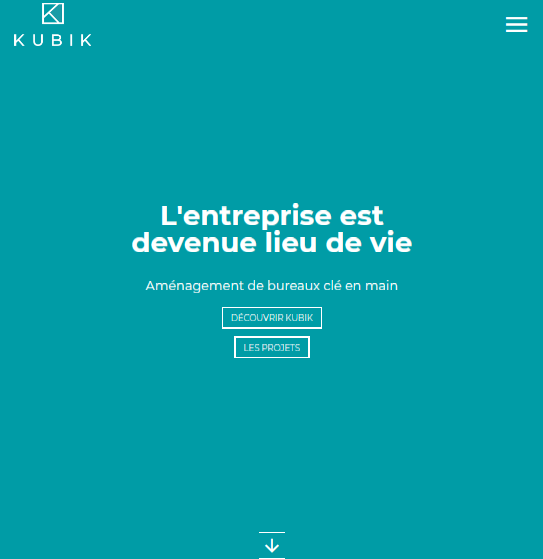 KUBIK
L'entreprise est
devenue lieu de vie
Aménagement de bureaux clé en main
DÉCOUVRIR KUBIK
LES PROJETS